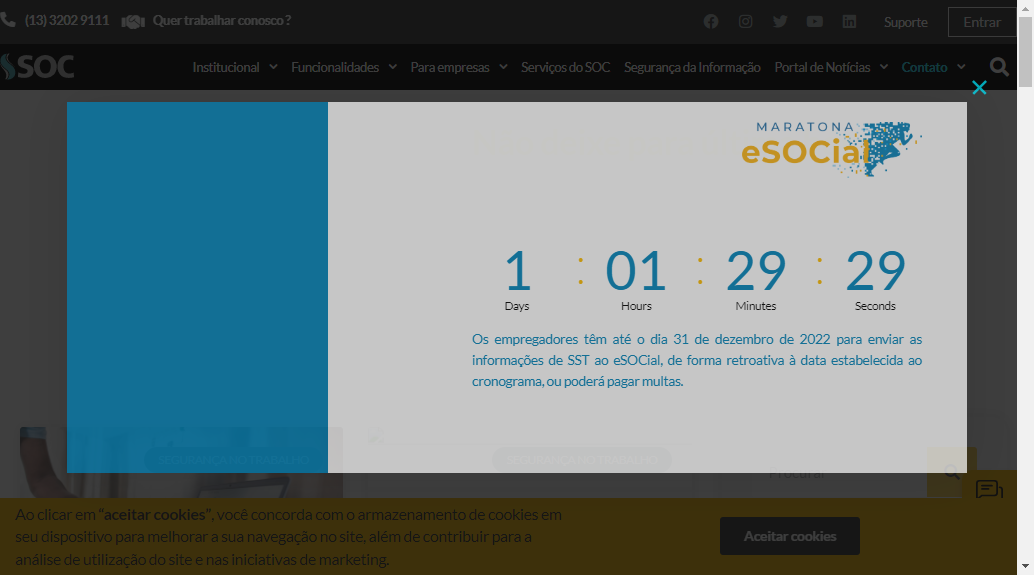 (13) 3202 9111 Quer trabalhar conosco ? Suporte Entrar
SOC Institucional Funcionalidades Para empresas Serviços do SOC Segurança da Informação Portal de Notícias Contato
MARATONA
eSOCial
1 : 01 : 29 : 29
Days Hours Minutes Seconds
Os empregadores têm até o dia 31 de dezembro de 2022 para enviar as
informações de SST ao eSOCial, de forma retroativa à data estabelecida ao
cronograma, ou poderá pagar multas.
SEGURANÇA NO TRABALHO SEGURANÇA NO TRABALHO
Procurar
Ao clicar em "aceitar cookies", você concorda com o armazenamento de cookies em
seu dispositivo para melhorar a sua navegação no site, além de contribuir para a
análise de utilização do site e nas iniciativas de marketing.
Aceitar cookies